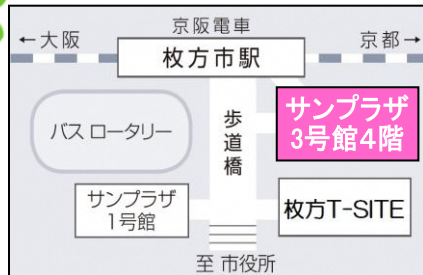 京阪電車
←大阪
枚方市駅
京都→
バス ロータリー
歩道橋
サンプラザ
3号館4階
サンプラザ
1号館
枚方T-SITE
至 市役所